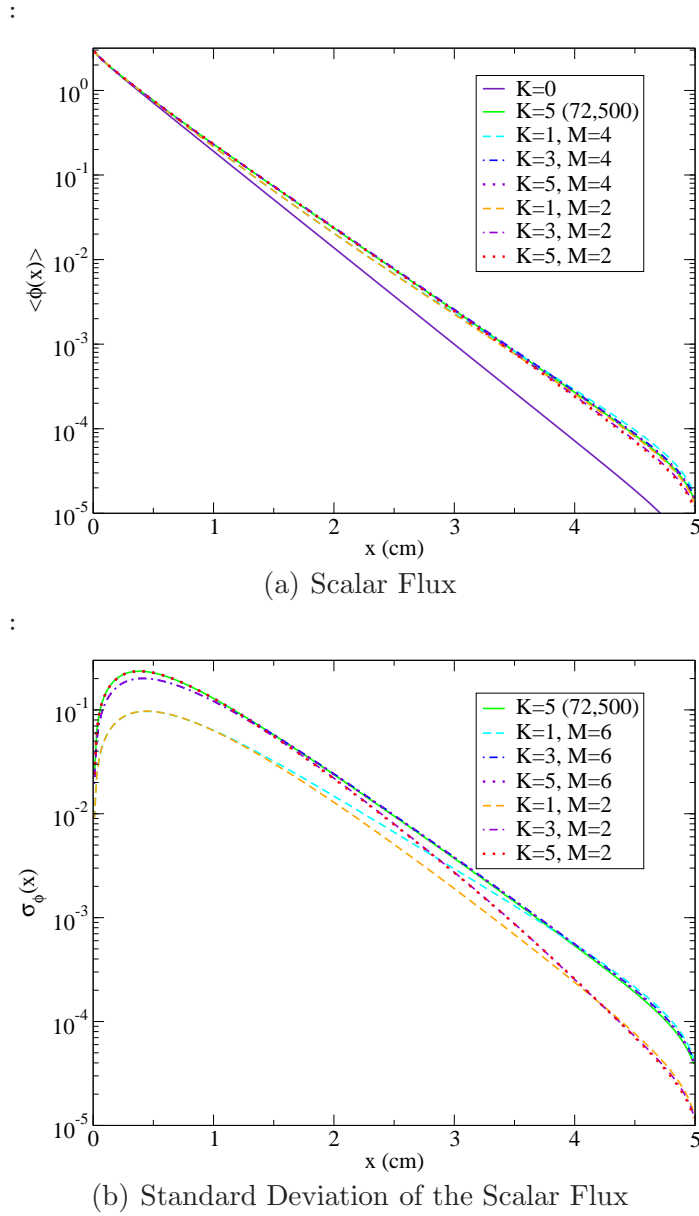 :
10^0
10^-1
10^-2
10^-3
10^-4
10^-5
<ϕ(x)>
K=0
K=5 (72,500)
K=1, M=4
K=3, M=4
K=5, M=4
K=1, M=2
K=3, M=2
K=5, M=2
0 1 2 3 4 5
x (cm)
(a) Scalar Flux
:
10^-1
10^-2
10^-3
10^-4
10^-5
σ_ϕ(x)
K=5 (72,500)
K=1, M=6
K=3, M=6
K=5, M=6
K=1, M=2
K=3, M=2
K=5, M=2
0 1 2 3 4 5
x (cm)
(b) Standard Deviation of the Scalar Flux